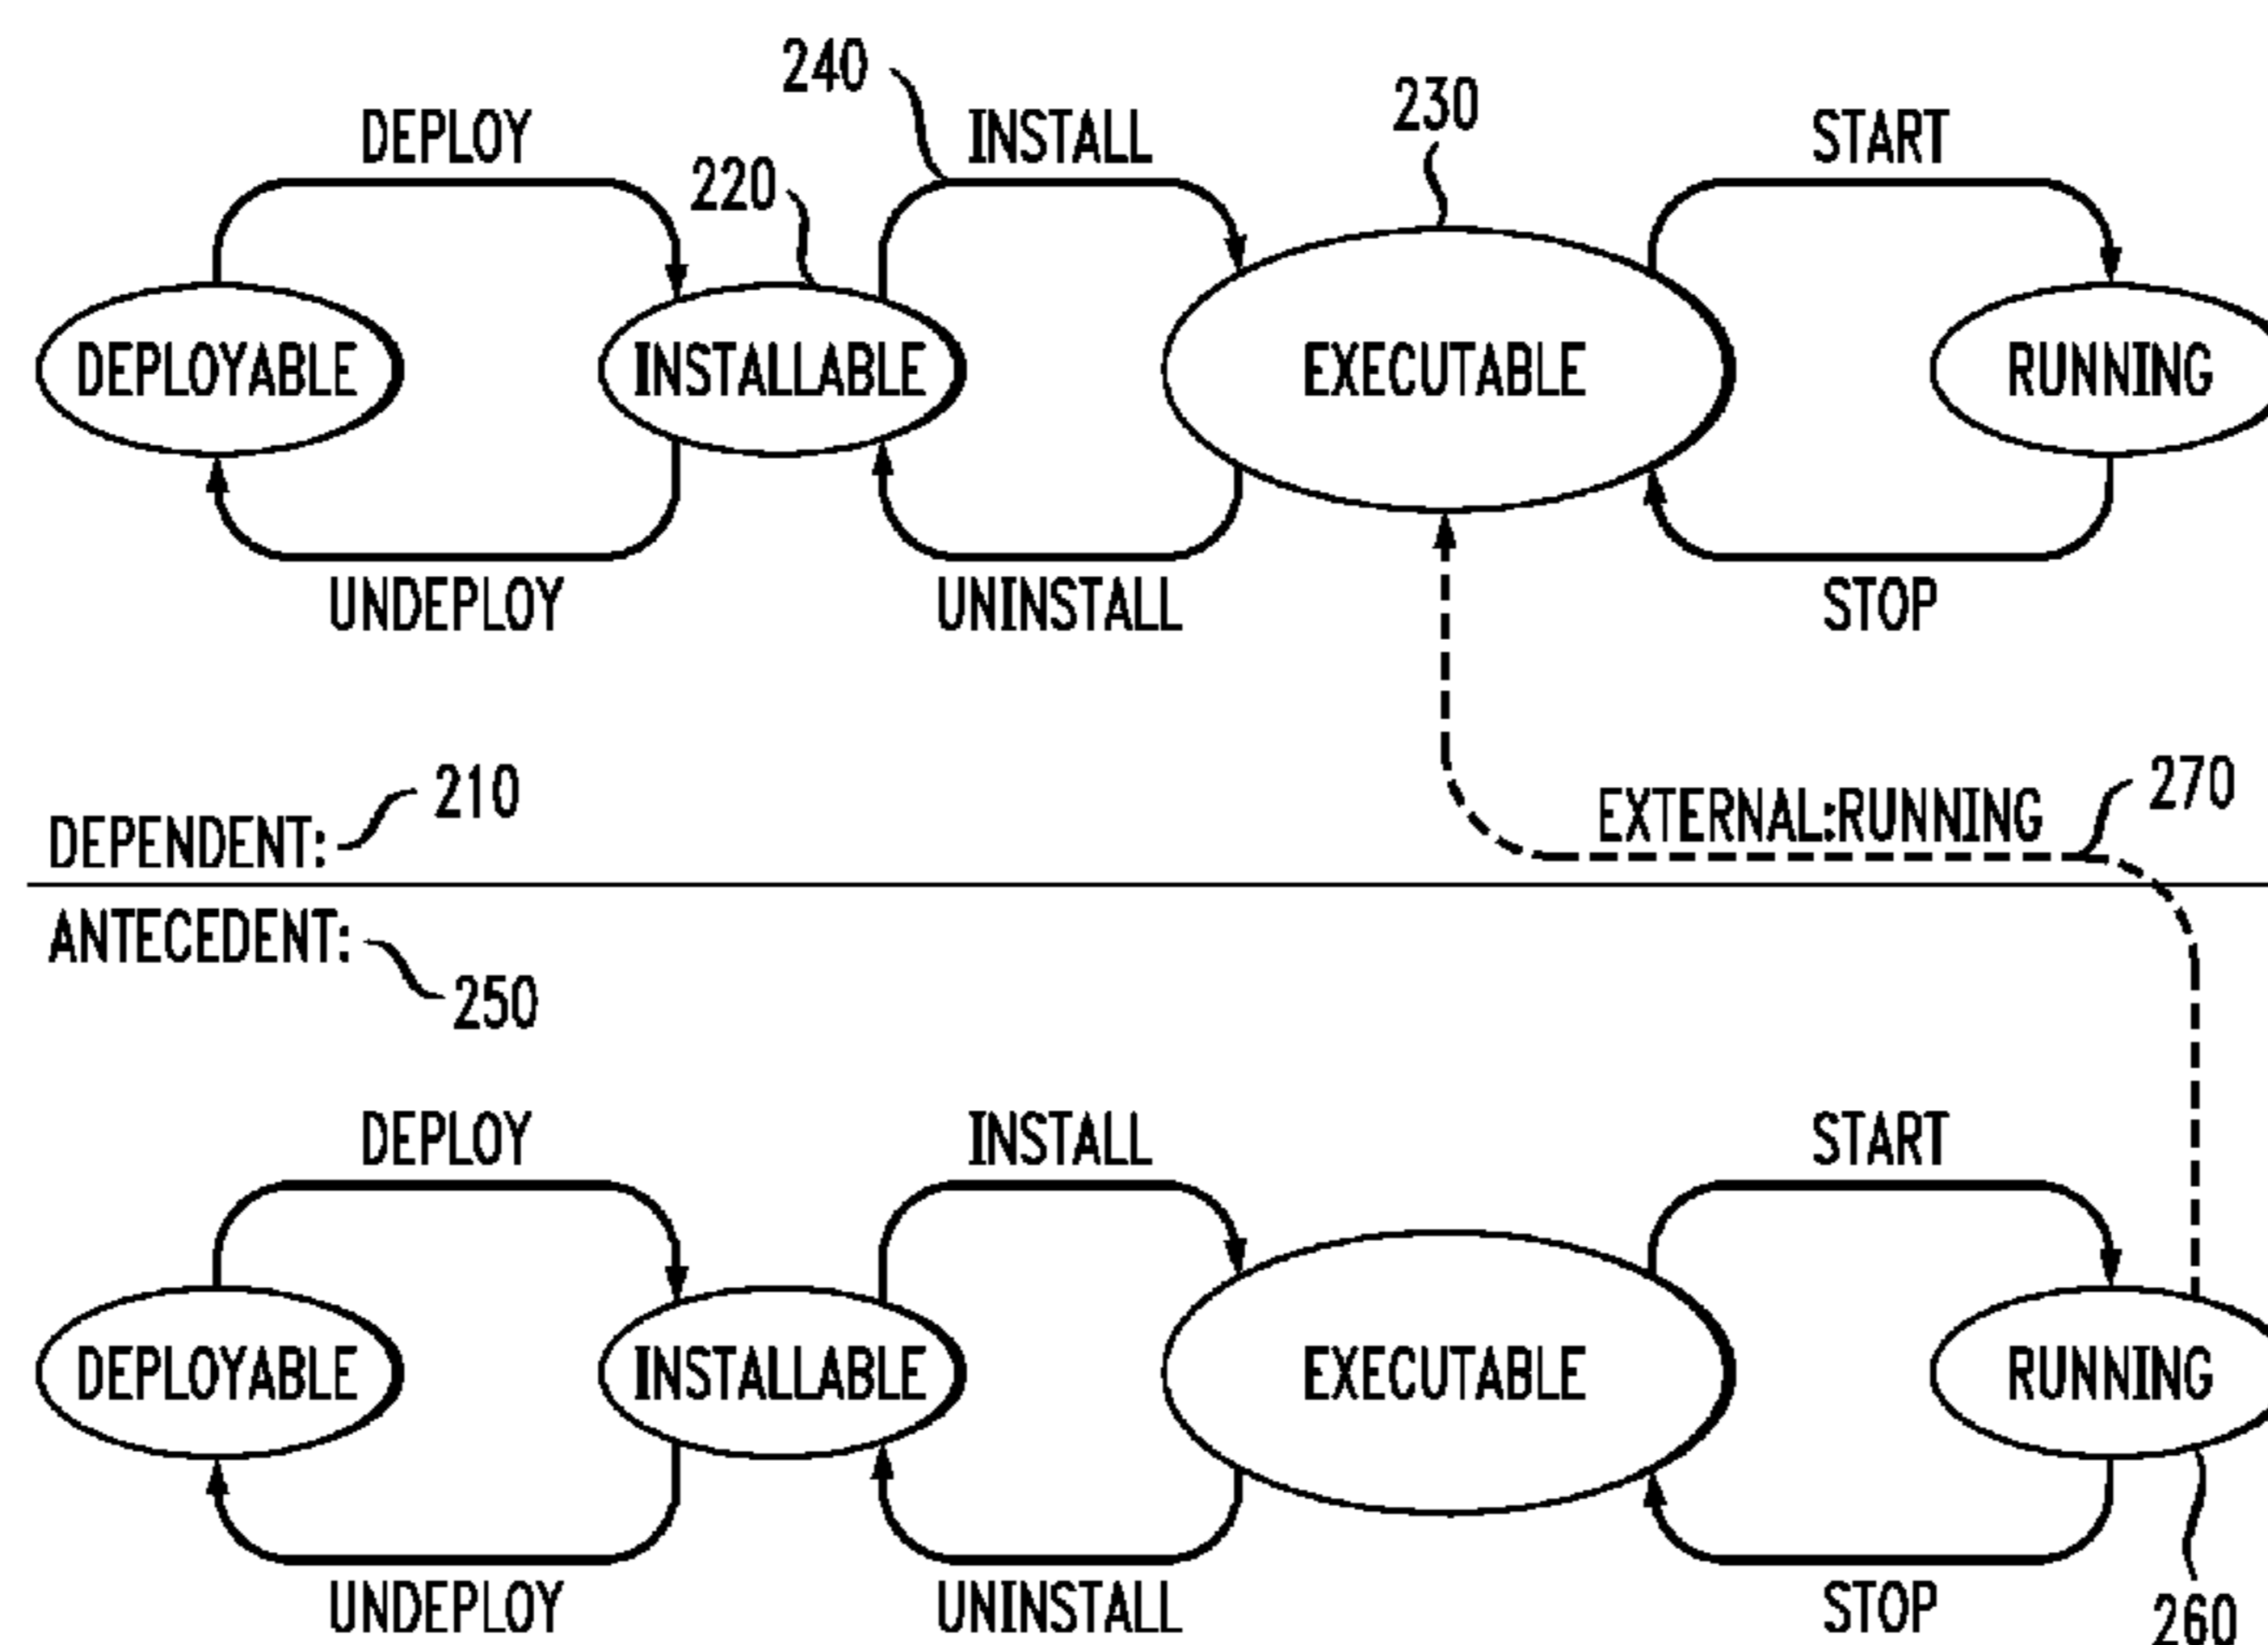 240
230
DEPLOY
INSTALL
START
220
DEPLOYABLE
INSTALLABLE
EXECUTABLE
RUNNING
UNDEPLOY
UNINSTALL
STOP
270
210
EXTERNAL:RUNNING
DEPENDENT:
ANTECEDENT:
250
DEPLOY
INSTALL
START
DEPLOYABLE
INSTALLABLE
EXECUTABLE
RUNNING
UNDEPLOY
UNINSTALL
STOP
260